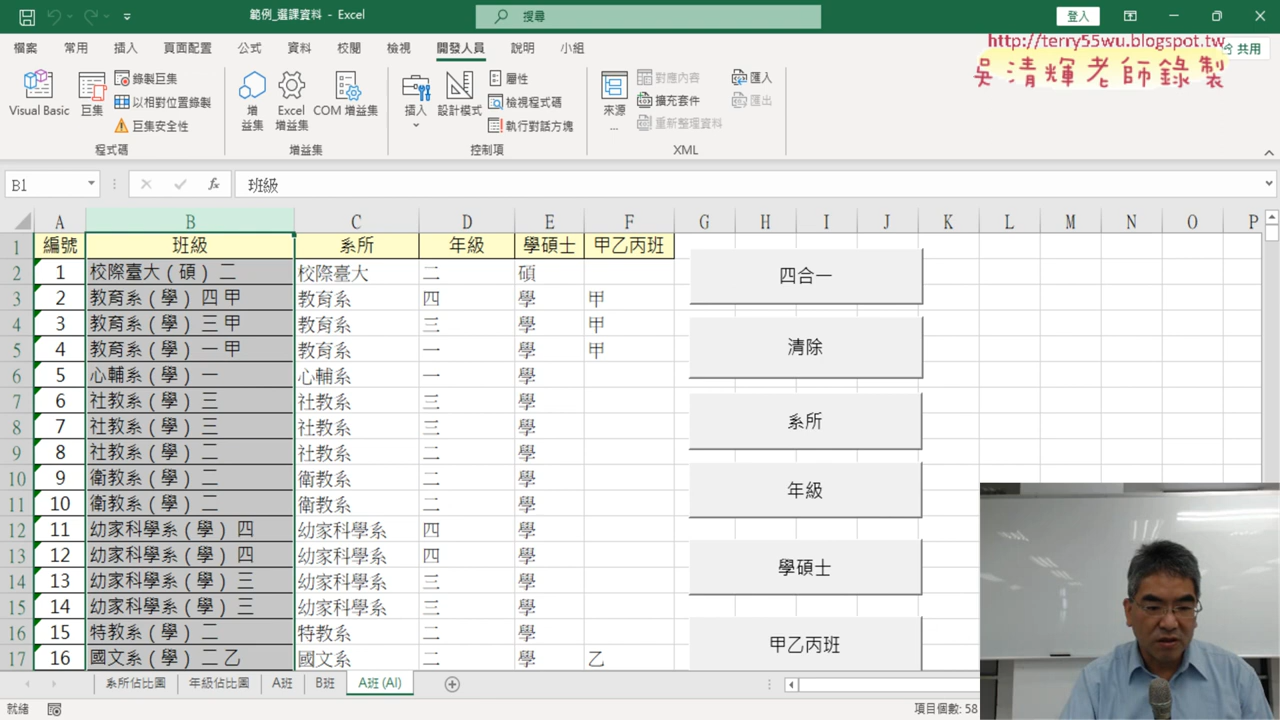 範例_選課資料 - Excel
搜尋
登入
檔案 常用 插入 頁面配置 公式 資料 校閱 檢視 開發人員 說明 小組
共用
http://terry55wu.blogspot.tw
吳清輝老師錄製
Visual Basic
巨集
錄製巨集
以相對位置錄製
巨集安全性
程式碼
增益集
Excel 增益集
COM 增益集
增益集
插入
設計模式
屬性
檢視程式碼
執行對話方塊
控制項
來源
...
對應內容
擴充套件
重新整理資料
匯入
匯出
XML
B1
fx
班級
A B C D E F G H I J K L M N O P
1 編號 班級 系所 年級 學碩士 甲乙丙班
2 1 校際臺大（碩）二 校際臺大 二 碩
3 2 教育系（學）四甲 教育系 四 學 甲
4 3 教育系（學）三甲 教育系 三 學 甲
5 4 教育系（學）一甲 教育系 一 學 甲
6 5 心輔系（學）一 心輔系 一 學
7 6 社教系（學）三 社教系 三 學
8 7 社教系（學）三 社教系 三 學
9 8 社教系（學）二 社教系 二 學
10 9 衛教系（學）二 衛教系 二 學
11 10 衛教系（學）二 衛教系 二 學
12 11 幼家科學系（學）四 幼家科學系 四 學
13 12 幼家科學系（學）四 幼家科學系 四 學
14 13 幼家科學系（學）三 幼家科學系 三 學
15 14 幼家科學系（學）三 幼家科學系 三 學
16 15 特教系（學）二 特教系 二 學
17 16 國文系（學）二乙 國文系 二 學 乙
四合一
清除
系所
年級
學碩士
甲乙丙班
系所佔比圖 年級佔比圖 A班 B班 A班 (AI)
就緒
項目個數: 58